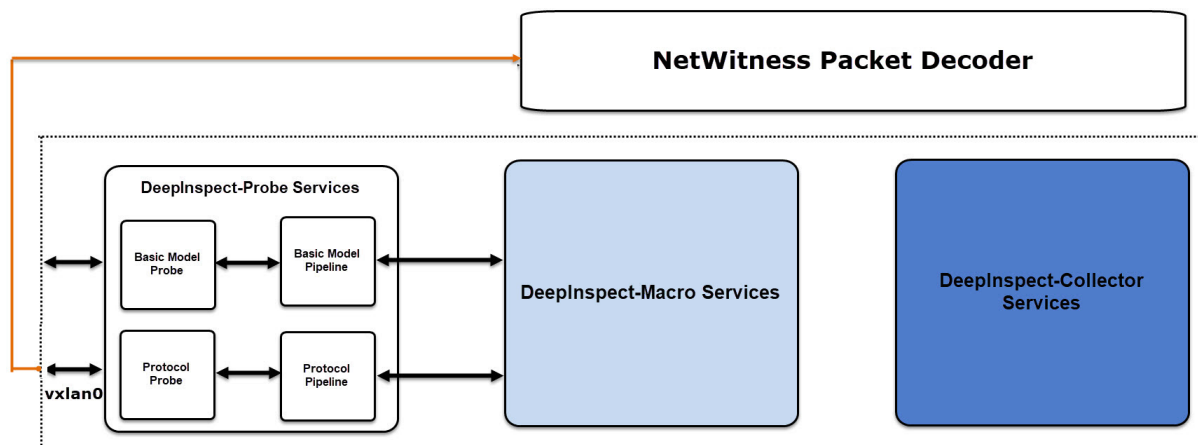 NetWitness Packet Decoder
DeepInspect-Probe Services
Basic Model
Probe
Basic Model
Pipeline
DeepInspect-Macro Services
DeepInspect-Collector
Services
Protocol
Probe
Protocol
Pipeline
vxlan0